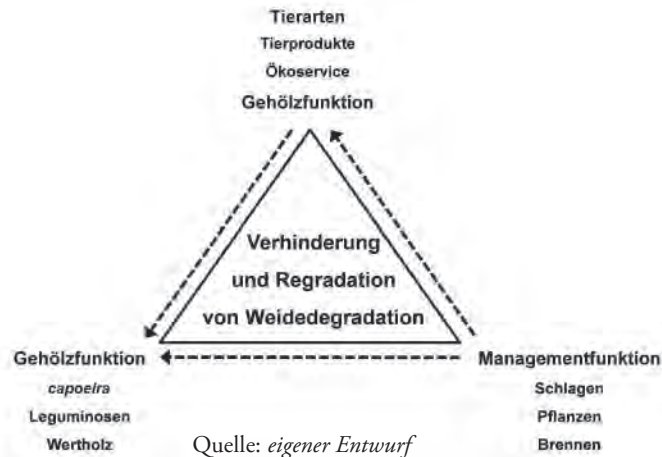 Tierarten
Tierprodukte
Ökoservice
Gehölzfunktion
Verhinderung
und Regradation
von Weidedegradation
Gehölzfunktion
capoeira
Leguminosen
Wertholz
Managementfunktion
Schlagen
Pflanzen
Brennen
Quelle: eigener Entwurf